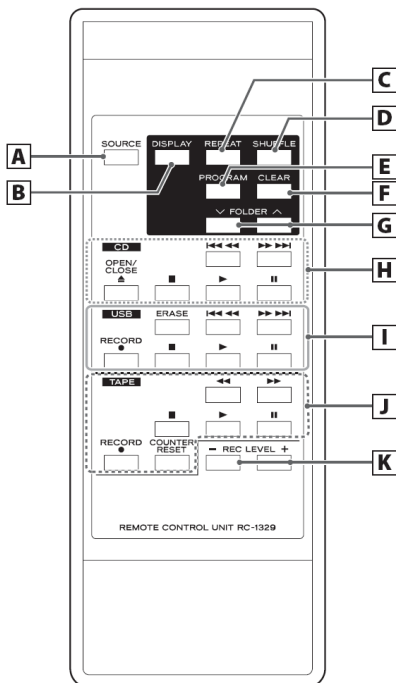 C
D
SOURCE DISPLAY REPEAT SHUFFLE
A
E
PROGRAM CLEAR
B
F
FOLDER
G
CD
H
OPEN/
CLOSE
USB ERASE
I
RECORD
TAPE
J
RECORD COUNTER
RESET
- REC LEVEL +
K
REMOTE CONTROL UNIT RC-1329